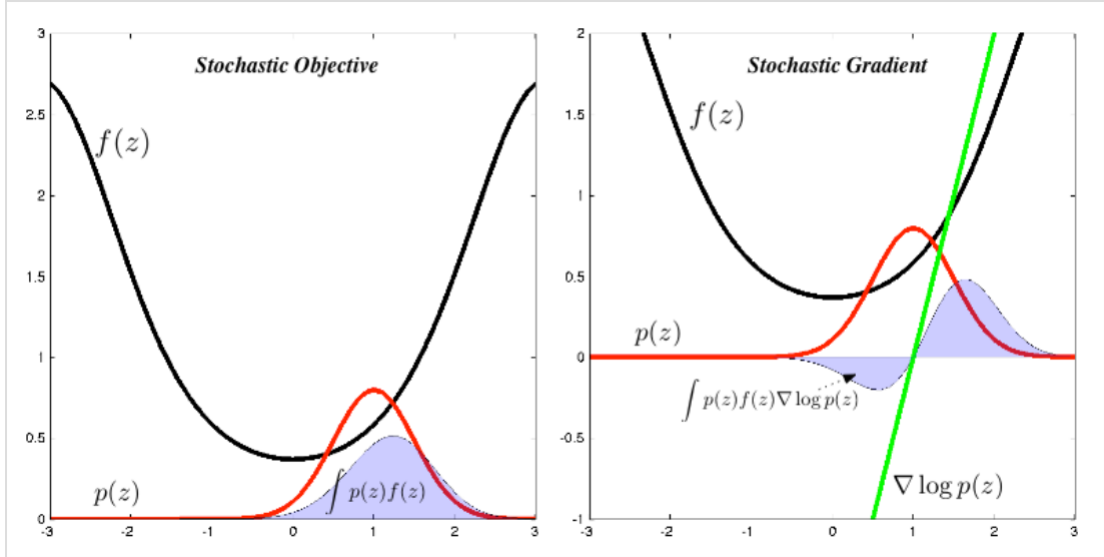 Stochastic Objective
f(z)
p(z)
∫ p(z)f(z)
3
2.5
2
1.5
1
0.5
0
-3 -2 -1 0 1 2 3
Stochastic Gradient
f(z)
p(z)
∫ p(z)f(z)∇ log p(z)
∇ log p(z)
2
1.5
1
0.5
0
-0.5
-1
-3 -2 -1 0 1 2 3